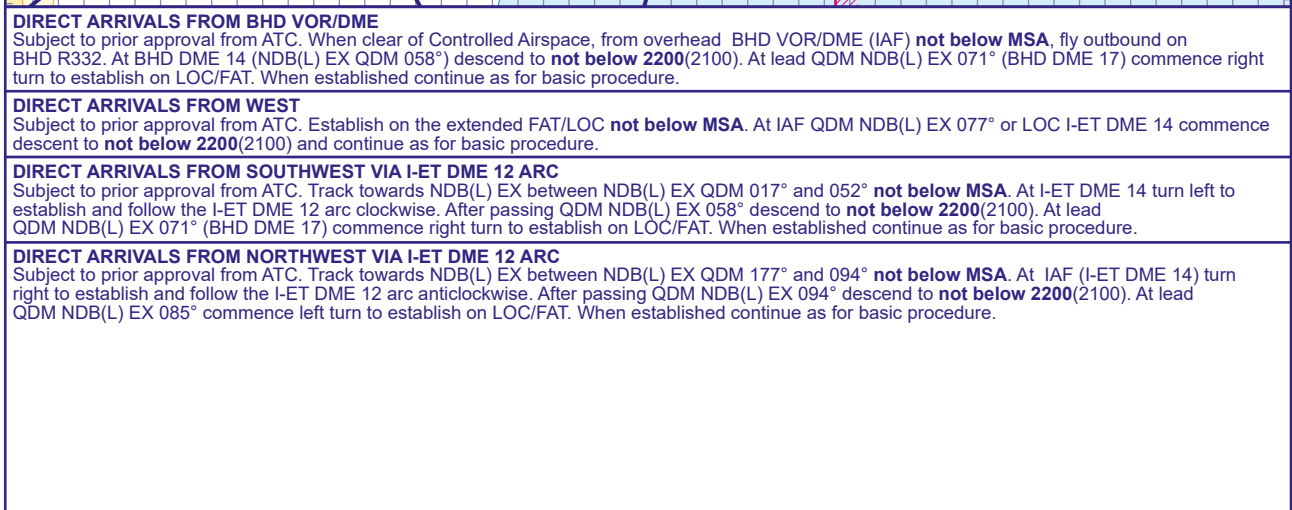 DIRECT ARRIVALS FROM BHD VOR/DME
Subject to prior approval from ATC. When clear of Controlled Airspace, from overhead BHD VOR/DME (IAF) not below MSA, fly outbound on
BHD R332. At BHD DME 14 (NDB(L) EX QDM 058°) descend to not below 2200(2100). At lead QDM NDB(L) EX 071° (BHD DME 17) commence right
turn to establish on LOC/FAT. When established continue as for basic procedure.
DIRECT ARRIVALS FROM WEST
Subject to prior approval from ATC. Establish on the extended FAT/LOC not below MSA. At IAF QDM NDB(L) EX 077° or LOC I-ET DME 14 commence
descent to not below 2200(2100) and continue as for basic procedure.
DIRECT ARRIVALS FROM SOUTHWEST VIA I-ET DME 12 ARC
Subject to prior approval from ATC. Track towards NDB(L) EX between NDB(L) EX QDM 017° and 052° not below MSA. At I-ET DME 14 turn left to
establish and follow the I-ET DME 12 arc clockwise. After passing QDM NDB(L) EX 058° descend to not below 2200(2100). At lead
QDM NDB(L) EX 071° (BHD DME 17) commence right turn to establish on LOC/FAT. When established continue as for basic procedure.
DIRECT ARRIVALS FROM NORTHWEST VIA I-ET DME 12 ARC
Subject to prior approval from ATC. Track towards NDB(L) EX between NDB(L) EX QDM 177° and 094° not below MSA. At IAF (I-ET DME 14) turn
right to establish and follow the I-ET DME 12 arc anticlockwise. After passing QDM NDB(L) EX 094° descend to not below 2200(2100). At lead
QDM NDB(L) EX 085° commence left turn to establish on LOC/FAT. When established continue as for basic procedure.